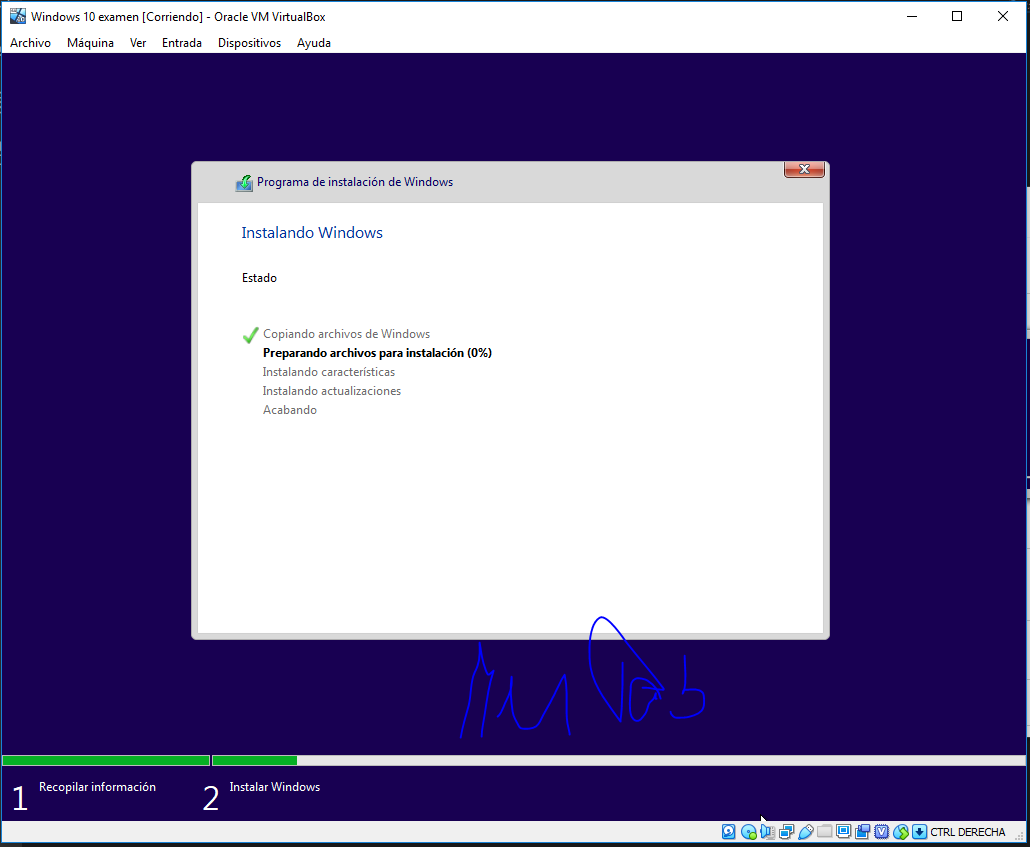 Windows 10 examen [Corriendo] - Oracle VM VirtualBox
Archivo Máquina Ver Entrada Dispositivos Ayuda
Programa de instalación de Windows
Instalando Windows
Estado
Copiando archivos de Windows
Preparando archivos para instalación (0%)
Instalando características
Instalando actualizaciones
Acabando
1 Recopilar información 2 Instalar Windows
CTRL DERECHA